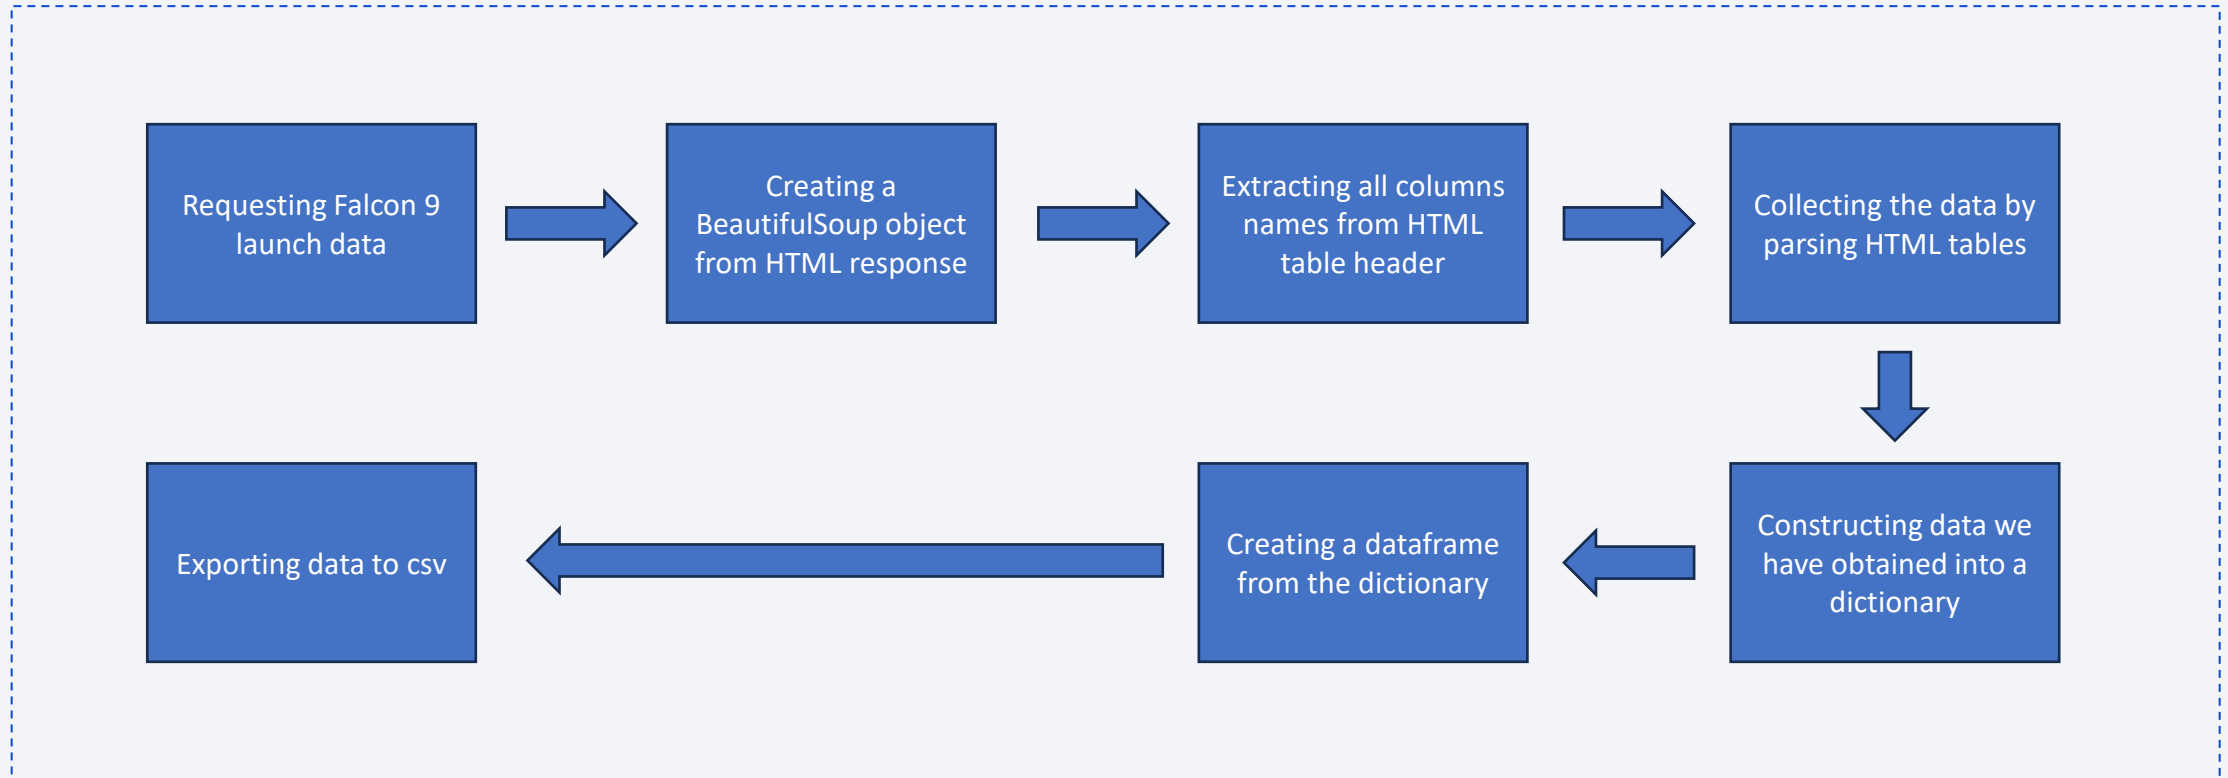 Requesting Falcon 9
launch data
Creating a
BeautifulSoup object
from HTML response
Extracting all columns
names from HTML
table header
Collecting the data by
parsing HTML tables
Constructing data we
have obtained into a
dictionary
Creating a dataframe
from the dictionary
Exporting data to csv